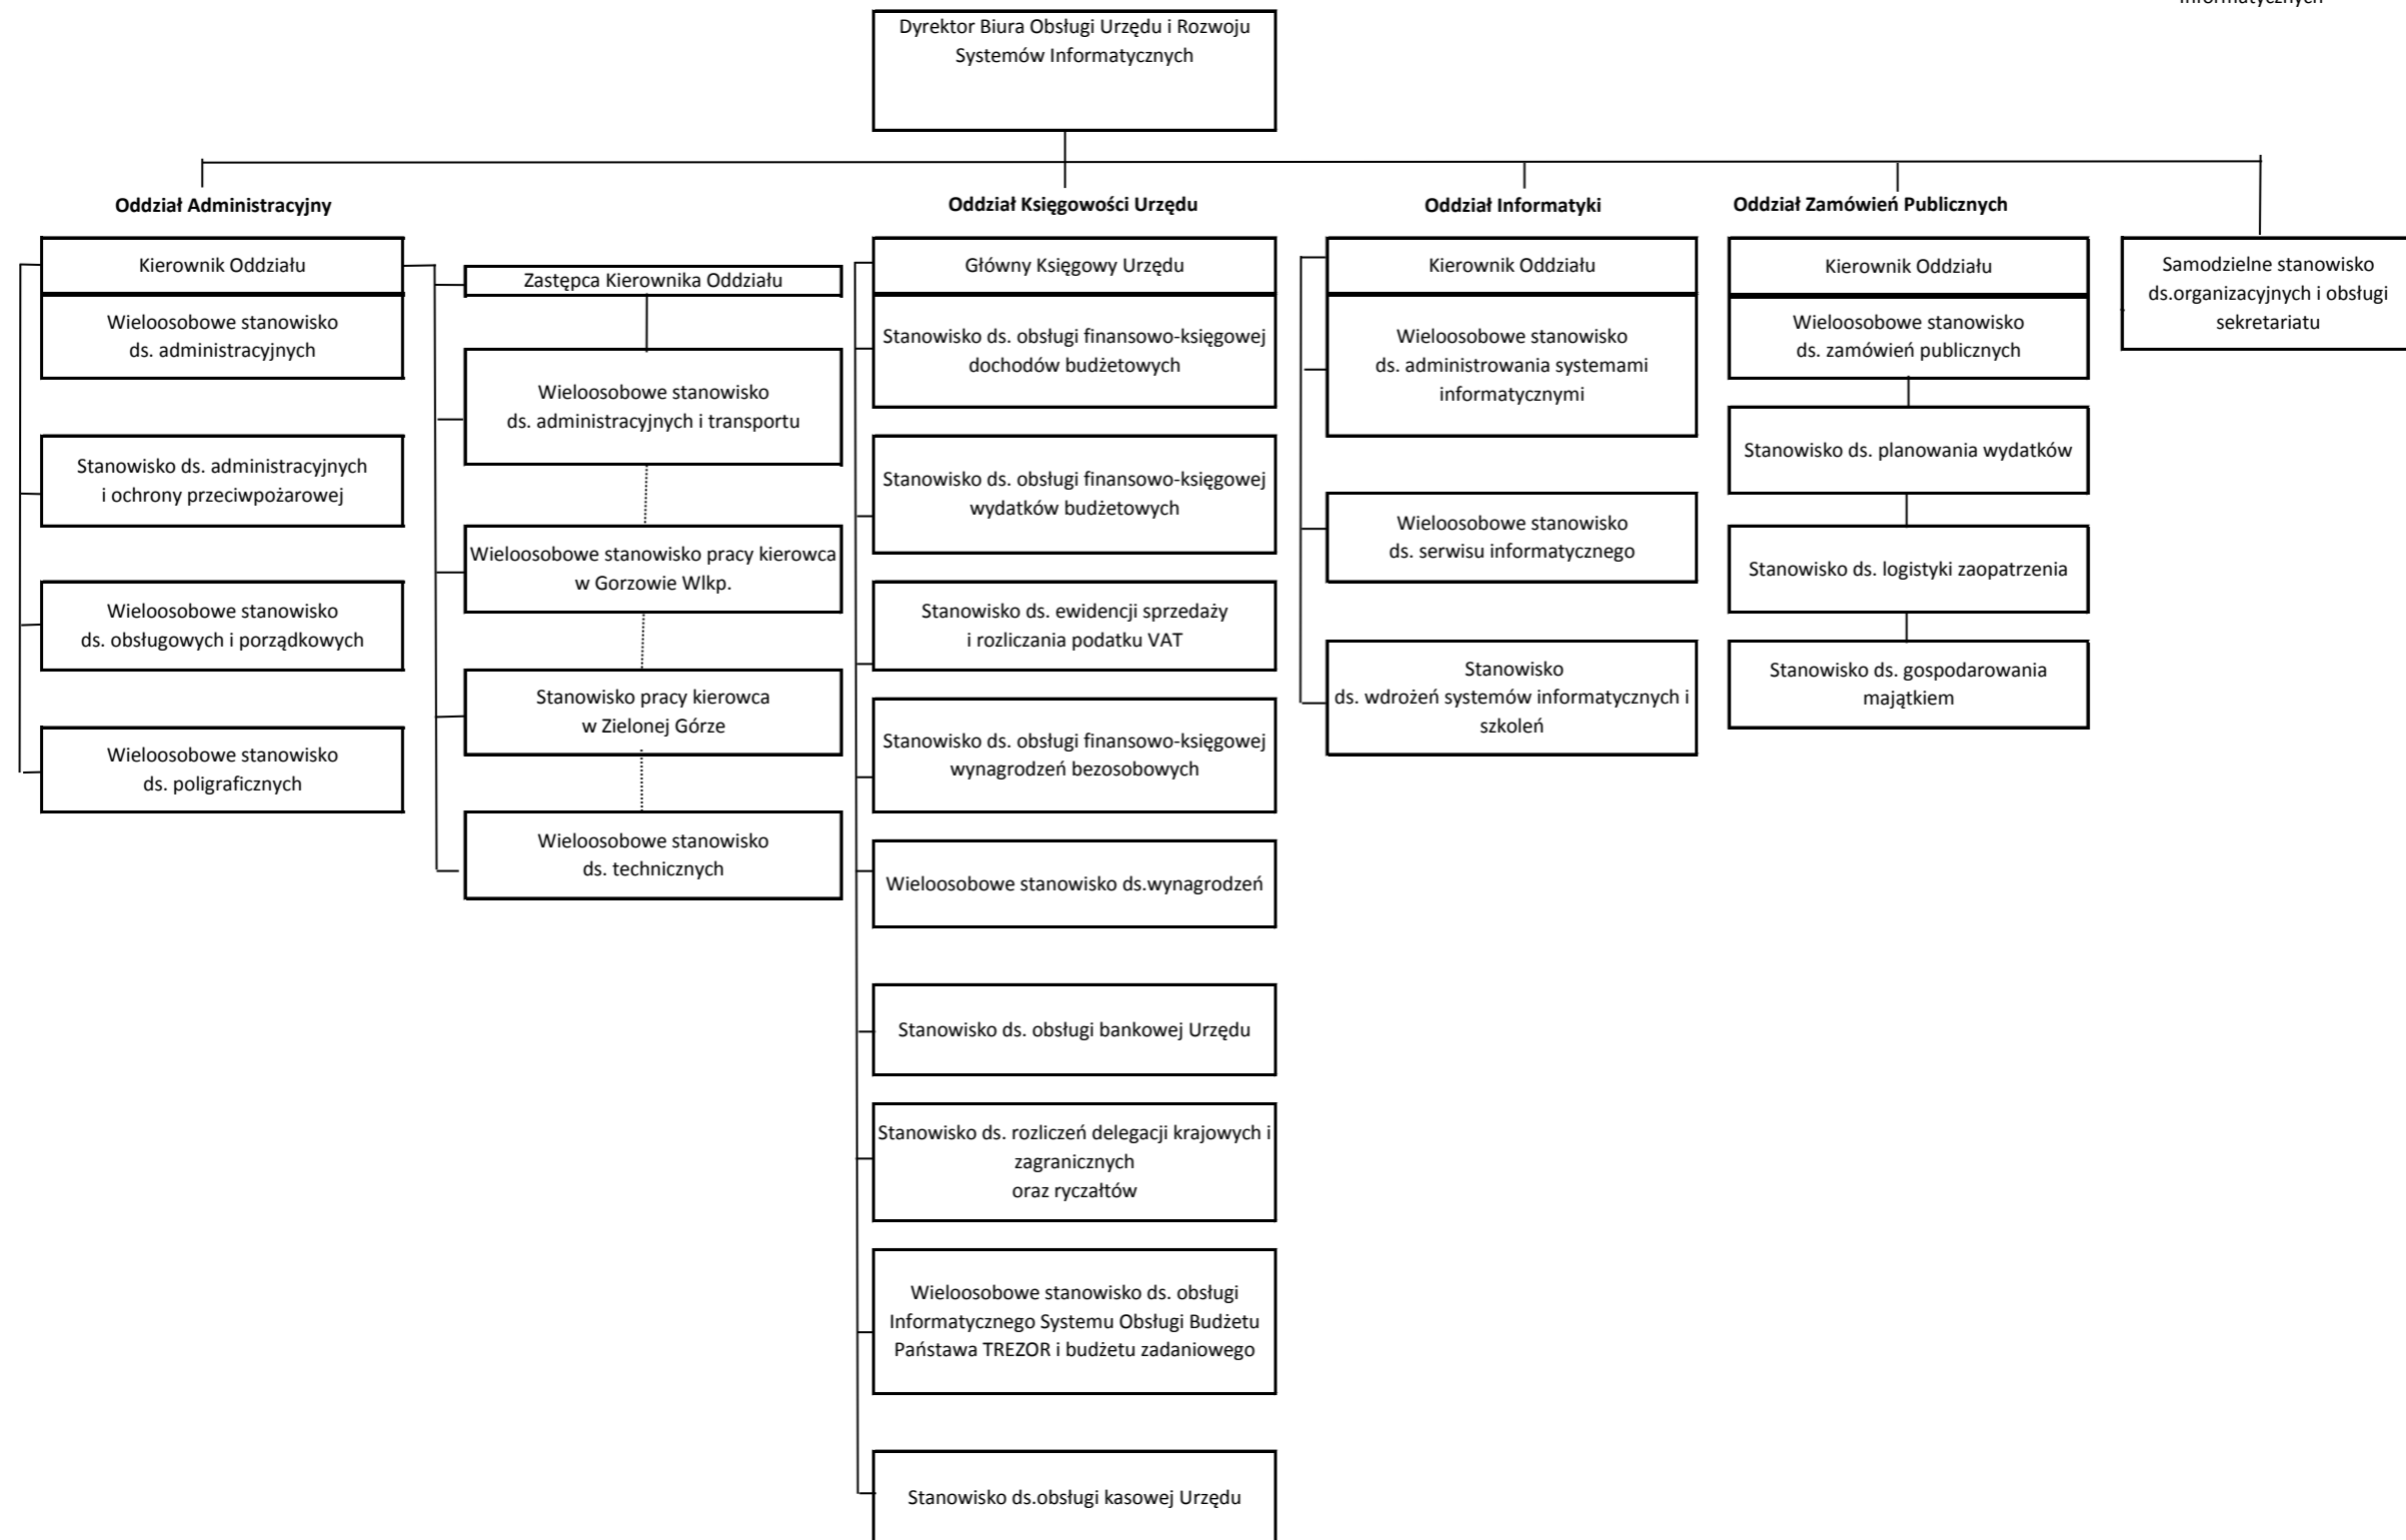 Informatycznych
Dyrektor Biura Obsługi Urzędu i Rozwoju
Systemów Informatycznych
Oddział Administracyjny
Kierownik Oddziału
Wieloosobowe stanowisko
ds. administracyjnych
Stanowisko ds. administracyjnych
i ochrony przeciwpożarowej
Wieloosobowe stanowisko
ds. obsługowych i porządkowych
Wieloosobowe stanowisko
ds. poligraficznych
Zastępca Kierownika Oddziału
Wieloosobowe stanowisko
ds. administracyjnych i transportu
Wieloosobowe stanowisko pracy kierowca
w Gorzowie Wlkp.
Stanowisko pracy kierowca
w Zielonej Górze
Wieloosobowe stanowisko
ds. technicznych
Oddział Księgowości Urzędu
Główny Księgowy Urzędu
Stanowisko ds. obsługi finansowo-księgowej
dochodów budżetowych
Stanowisko ds. obsługi finansowo-księgowej
wydatków budżetowych
Stanowisko ds. ewidencji sprzedaży
i rozliczania podatku VAT
Stanowisko ds. obsługi finansowo-księgowej
wynagrodzeń bezosobowych
Wieloosobowe stanowisko ds.wynagrodzeń
Stanowisko ds. obsługi bankowej Urzędu
Stanowisko ds. rozliczeń delegacji krajowych i
zagranicznych
oraz ryczałtów
Wieloosobowe stanowisko ds. obsługi
Informatycznego Systemu Obsługi Budżetu
Państawa TREZOR i budżetu zadaniowego
Stanowisko ds.obsługi kasowej Urzędu
Oddział Informatyki
Kierownik Oddziału
Wieloosobowe stanowisko
ds. administrowania systemami
informatycznymi
Wieloosobowe stanowisko
ds. serwisu informatycznego
Stanowisko
ds. wdrożeń systemów informatycznych i
szkoleń
Oddział Zamówień Publicznych
Kierownik Oddziału
Wieloosobowe stanowisko
ds. zamówień publicznych
Stanowisko ds. planowania wydatków
Stanowisko ds. logistyki zaopatrzenia
Stanowisko ds. gospodarowania
majątkiem
Samodzielne stanowisko
ds.organizacyjnych i obsługi
sekretariatu